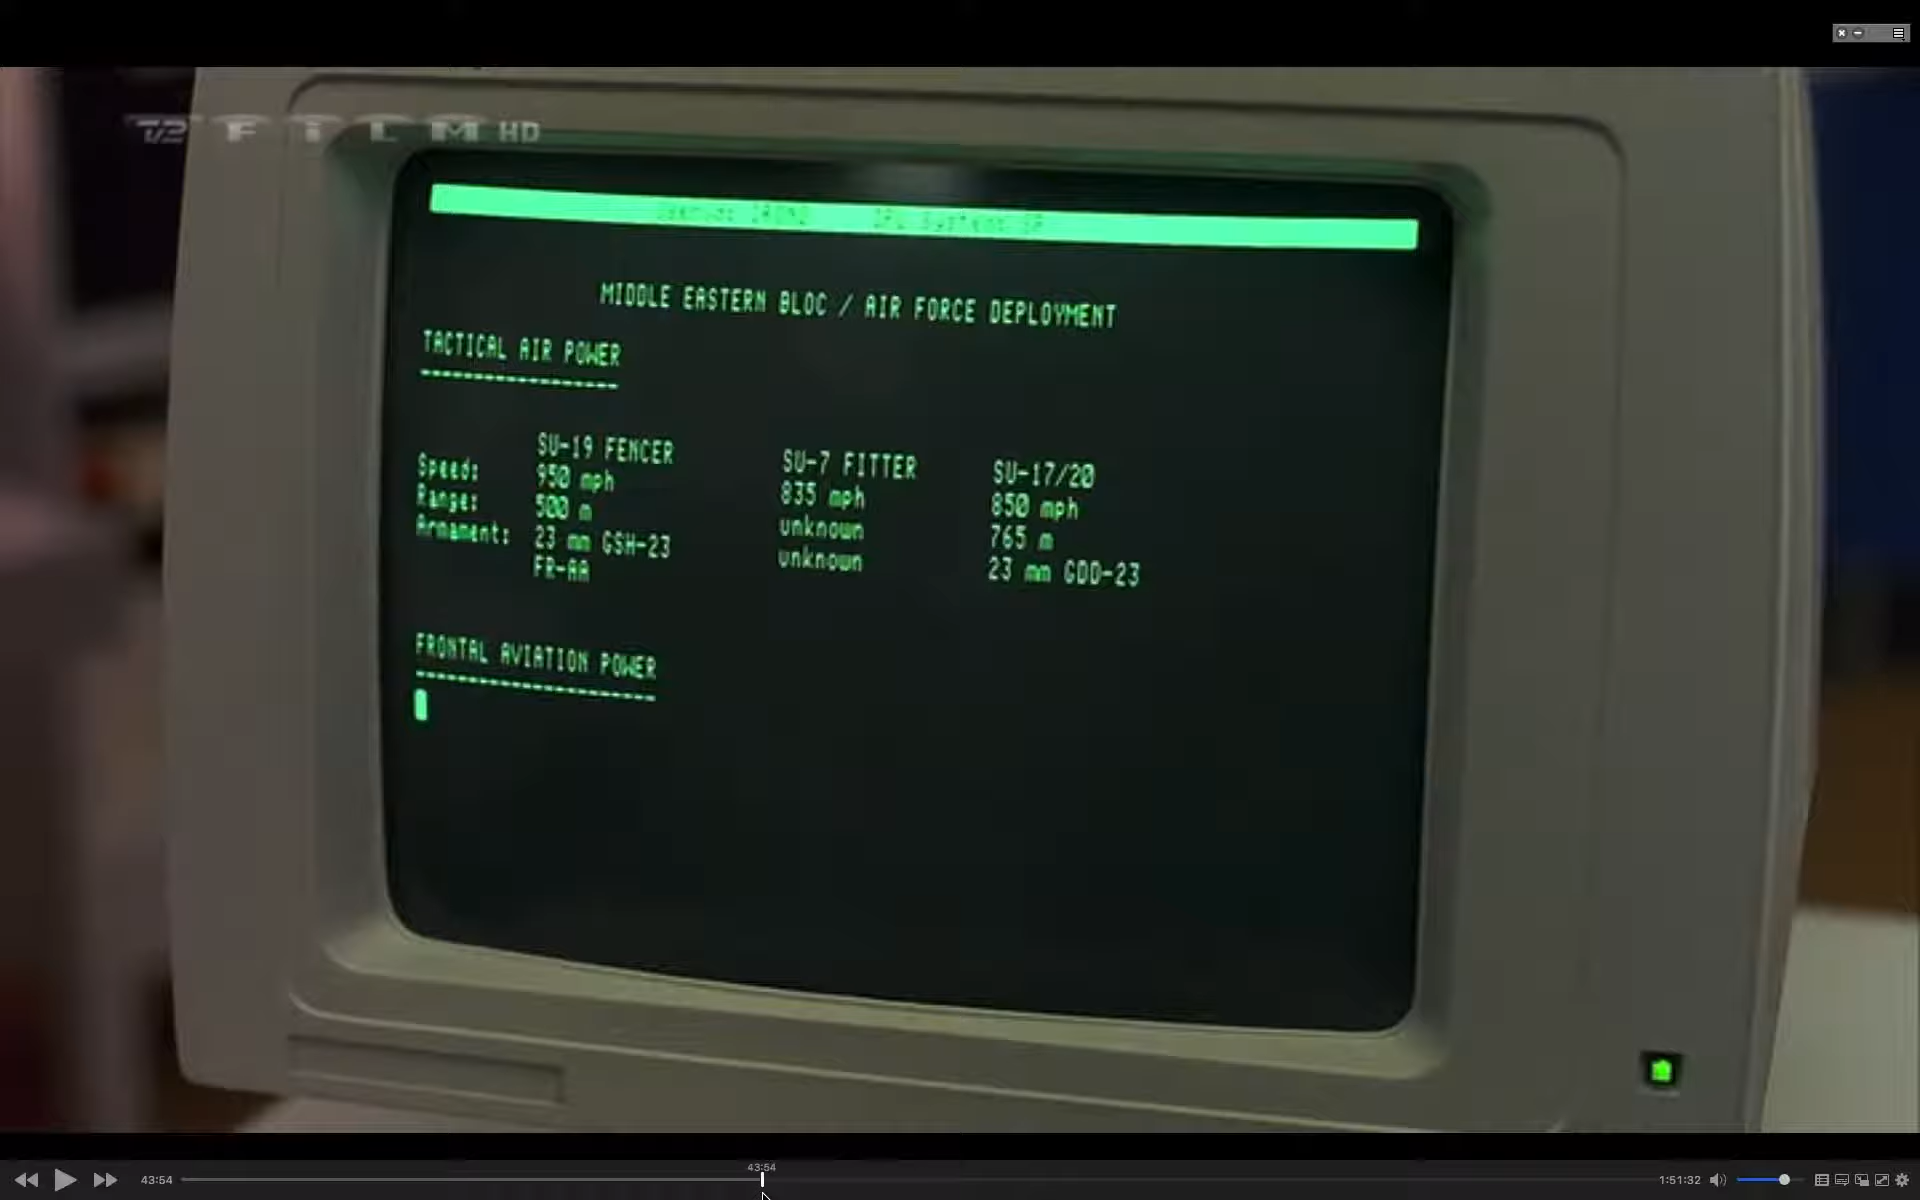 TV2 FILM HD
MIDDLE EASTERN BLOC / AIR FORCE DEPLOYMENT
TACTICAL AIR POWER
------------------
SU-19 FENCER SU-7 FITTER SU-17/20
Speed: 950 mph 835 mph 850 mph
Range: 500 m unknown 765 m
Armament: 23 mm GSH-23 unknown 23 mm GDD-23
FR-AA
FRONTAL AVIATION POWER
----------------------
43:54
43:54 1:51:32